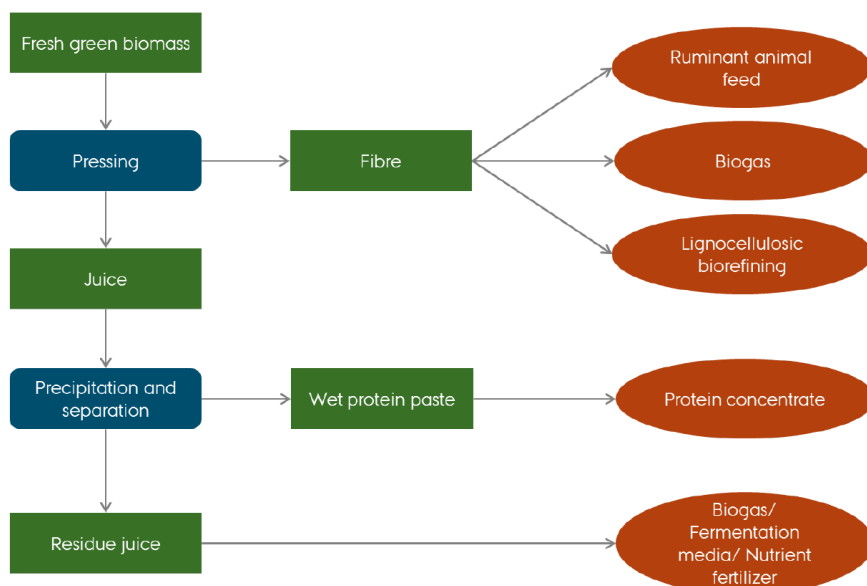 Fresh green biomass
Ruminant animal
feed
Pressing
Fibre
Biogas
Lignocellulosic
biorefining
Juice
Precipitation and
separation
Wet protein paste
Protein concentrate
Residue juice
Biogas/
Fermentation
media/ Nutrient
fertilizer